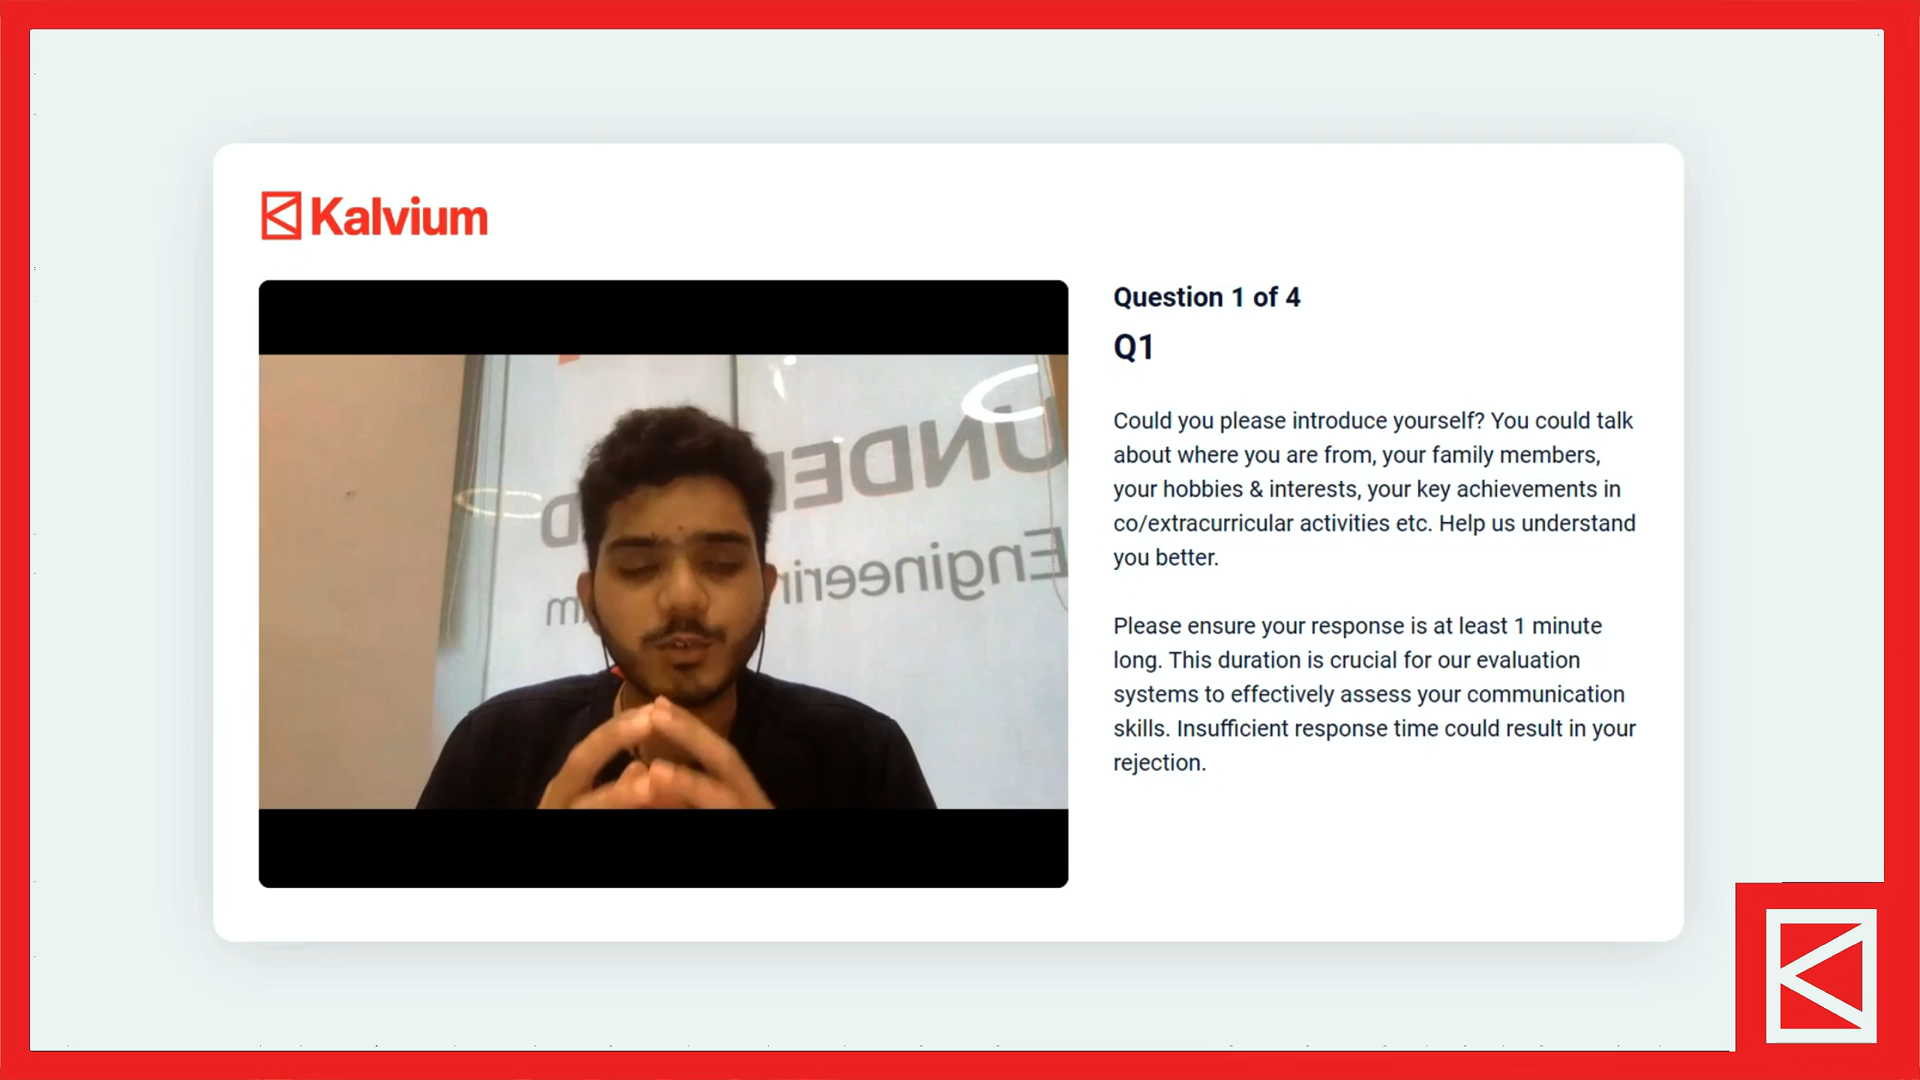 Kalvium
Question 1 of 4
Q1
Could you please introduce yourself? You could talk
about where you are from, your family members,
your hobbies & interests, your key achievements in
co/extracurricular activities etc. Help us understand
you better.
Please ensure your response is at least 1 minute
long. This duration is crucial for our evaluation
systems to effectively assess your communication
skills. Insufficient response time could result in your
rejection.